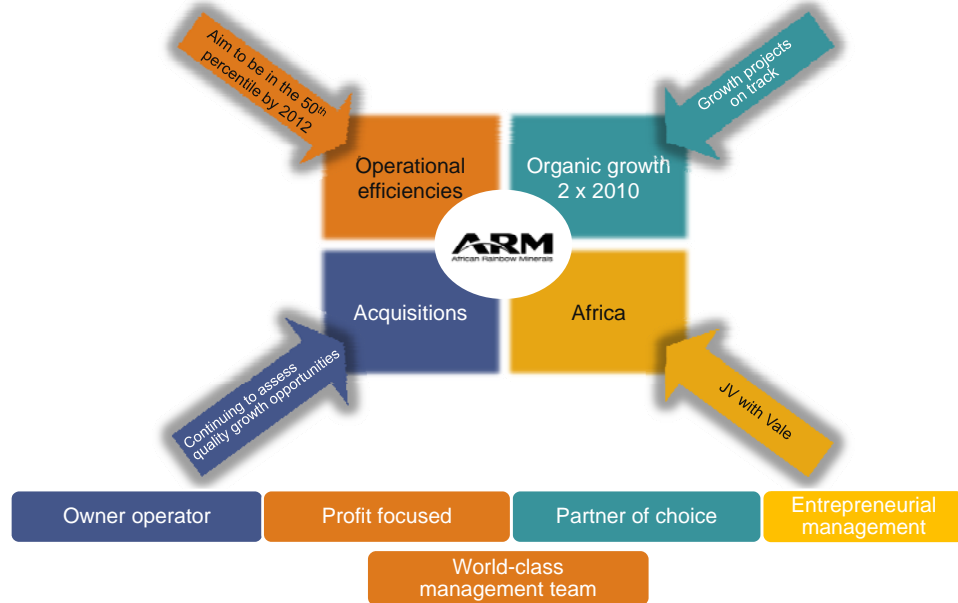 Aim to be in the 50th
percentile by 2012
Growth projects
on track
Operational
efficiencies
Organic growth
2 x 2010
ARM
African Rainbow Minerals
Acquisitions
Africa
Continuing to assess
quality growth opportunities
JV with Vale
Owner operator
Profit focused
Partner of choice
Entrepreneurial
management
World-class
management team